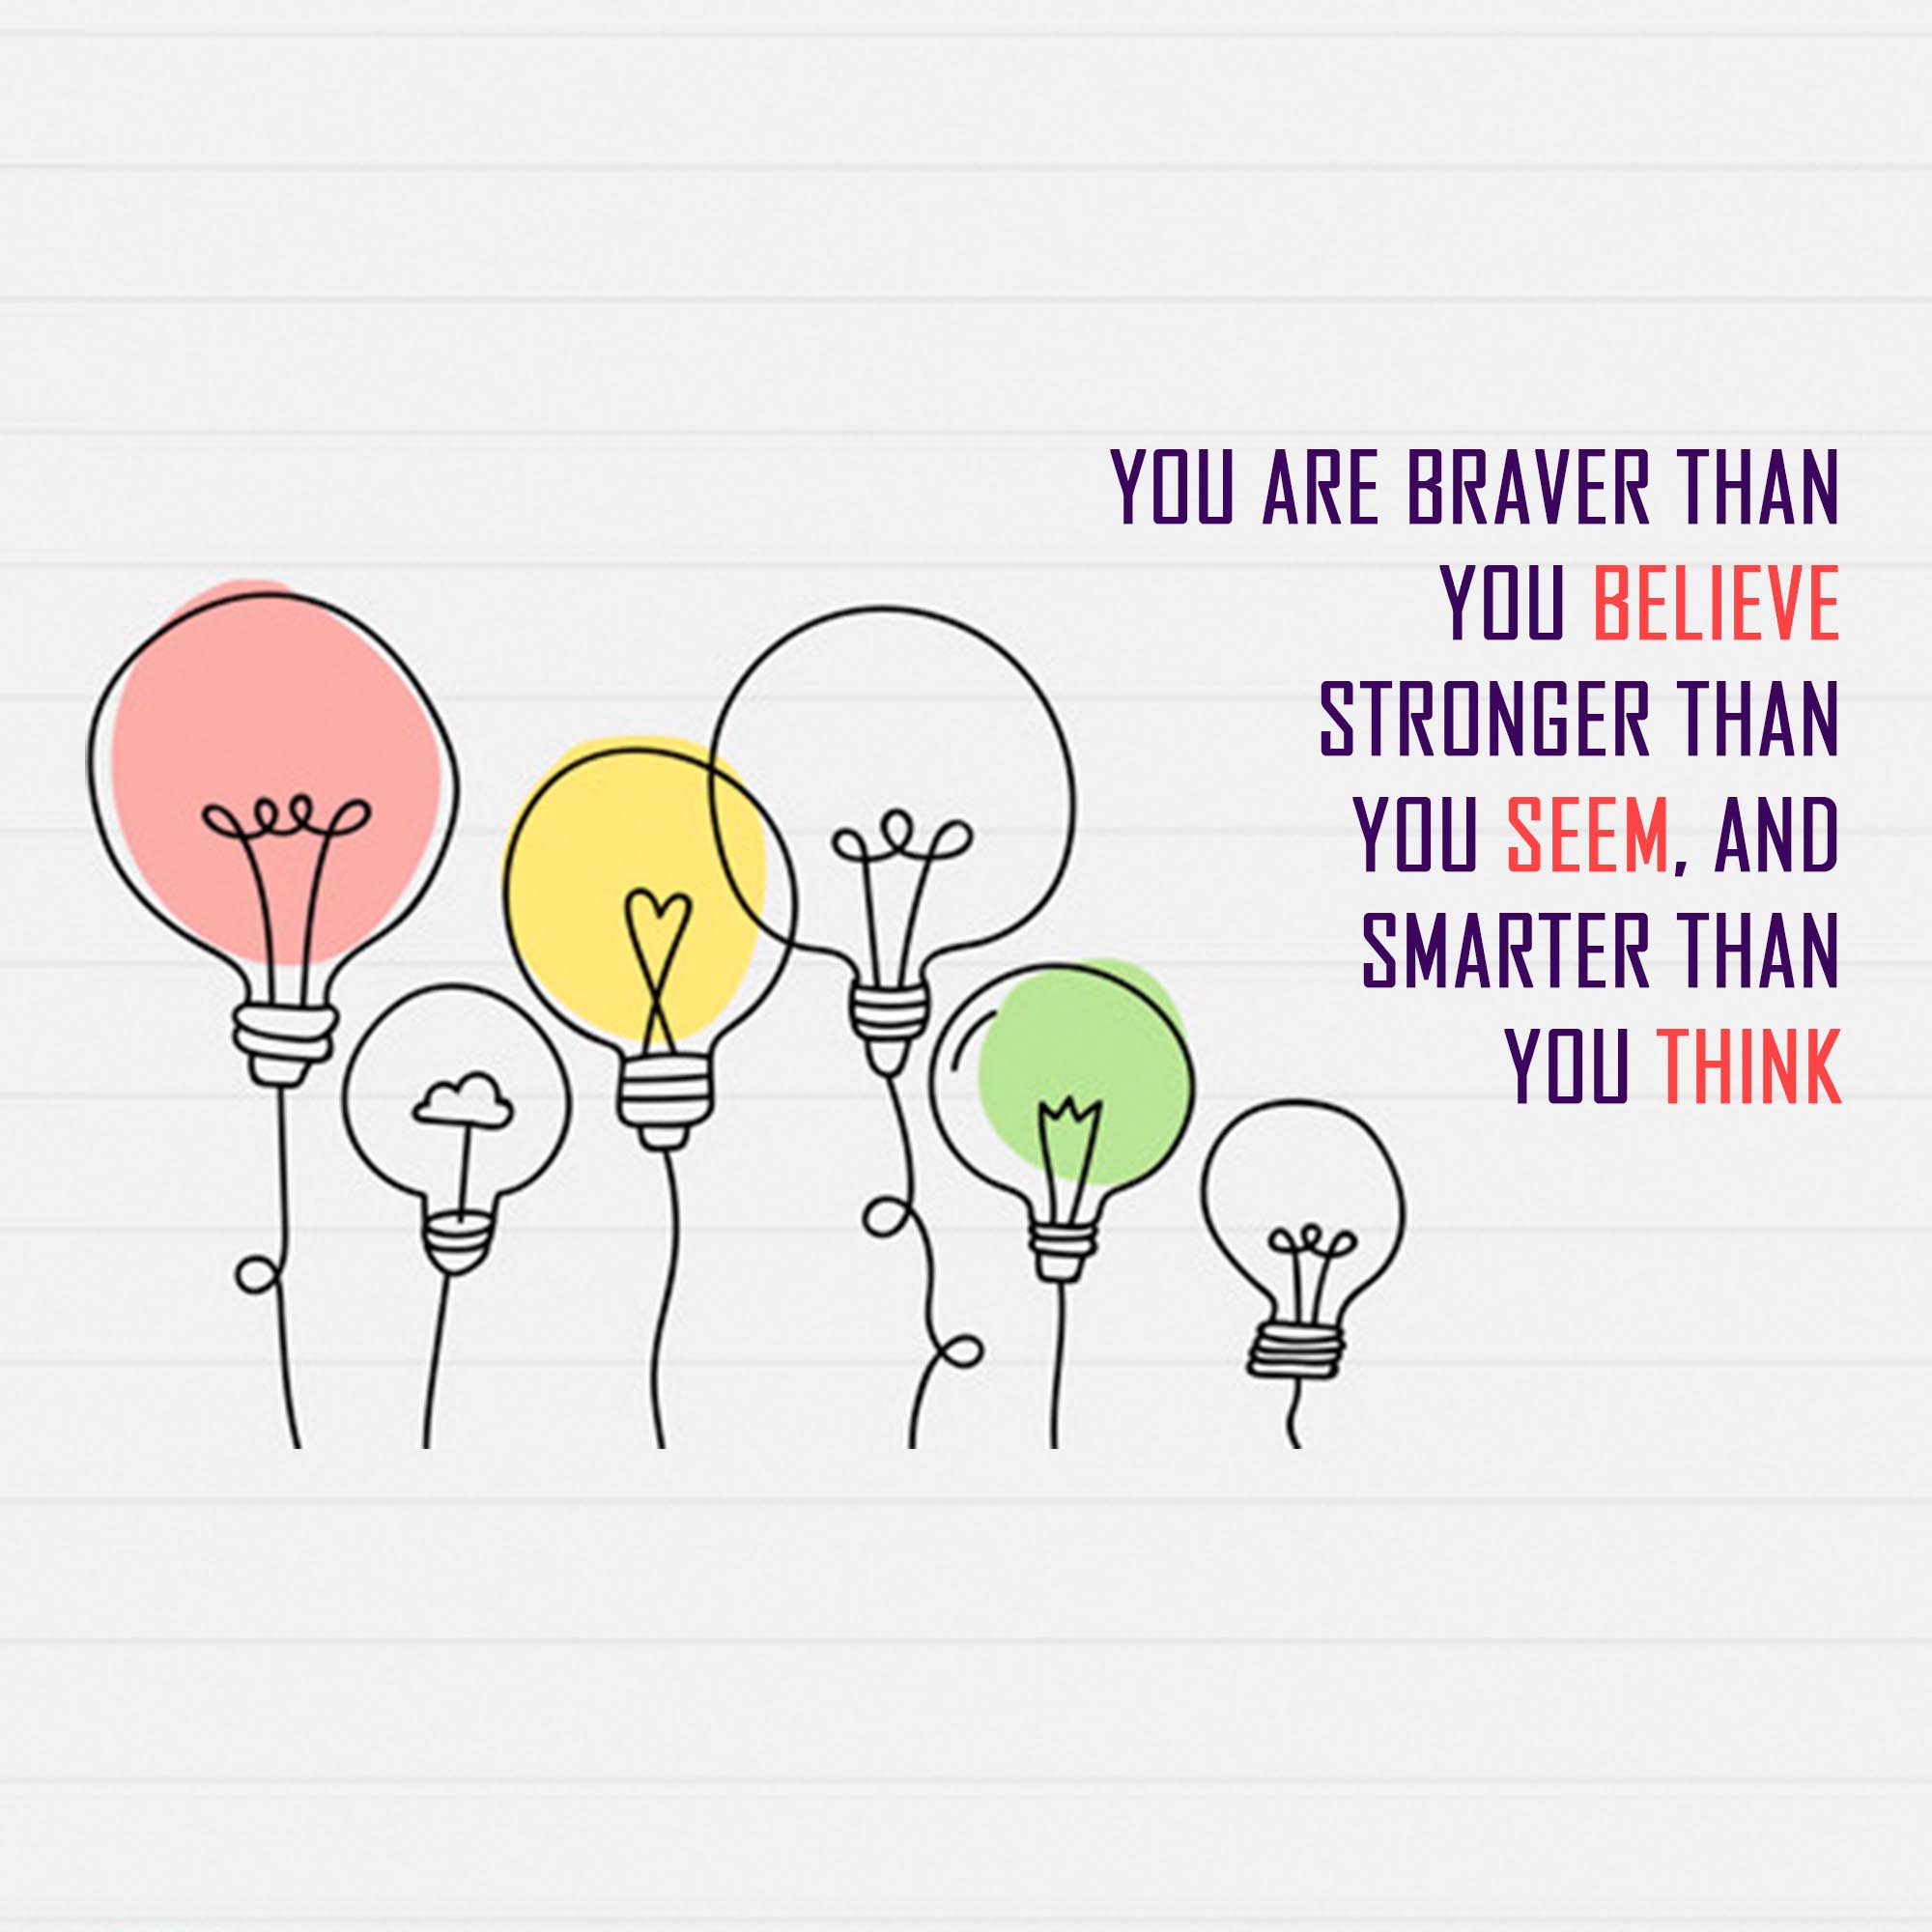 YOU ARE BRAVER THAN
YOU BELIEVE
STRONGER THAN
YOU SEEM, AND
SMARTER THAN
YOU THINK